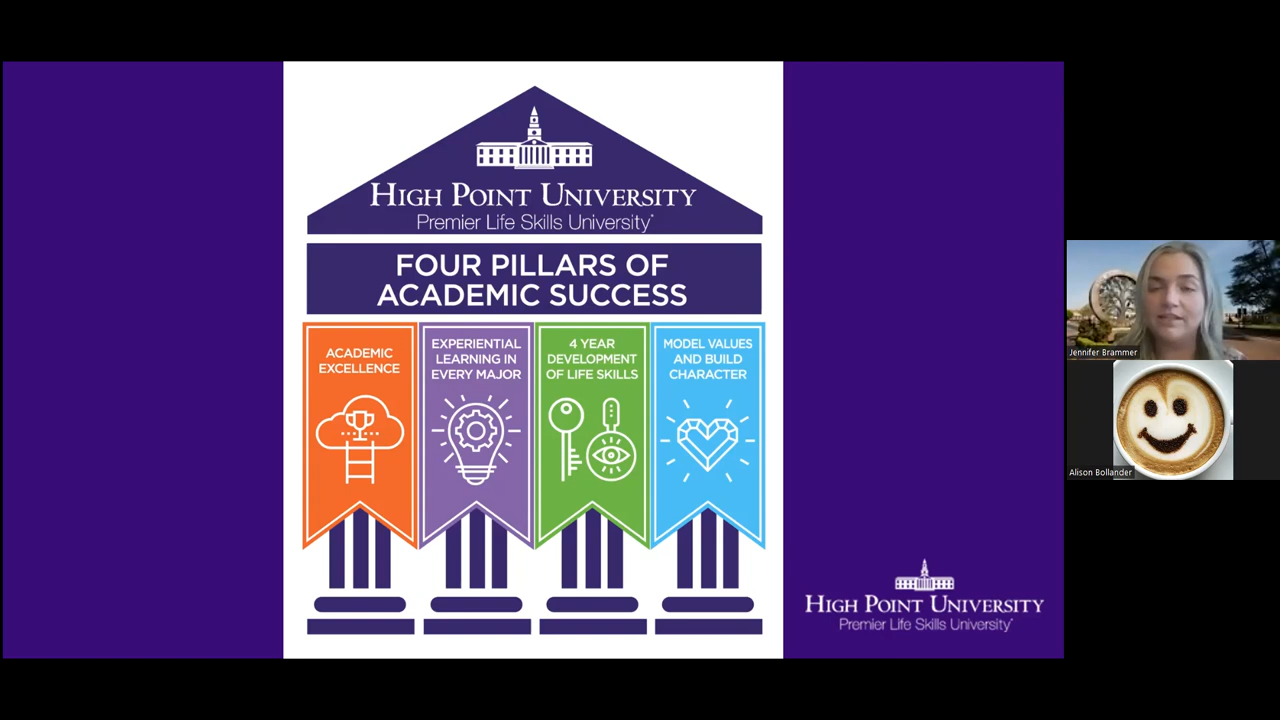 HIGH POINT UNIVERSITY
Premier Life Skills University
FOUR PILLARS OF
ACADEMIC SUCCESS
ACADEMIC
EXCELLENCE
EXPERIENTIAL
LEARNING IN
EVERY MAJOR
4 YEAR
DEVELOPMENT
OF LIFE SKILLS
MODEL VALUES
AND BUILD
CHARACTER
HIGH POINT UNIVERSITY
Premier Life Skills University
Jennifer Brammer
Alison Bollander